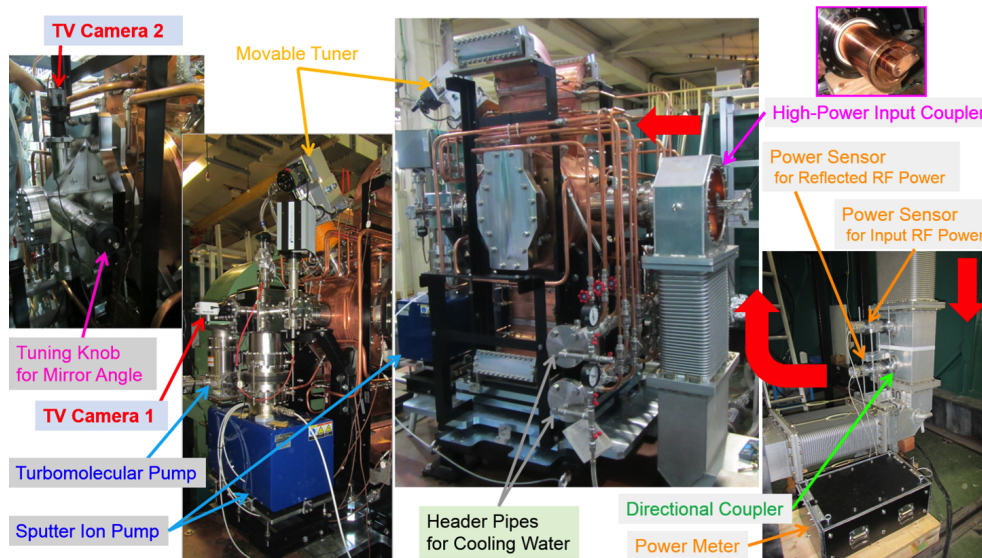 TV Camera 2
Movable Tuner
High-Power Input Coupler
Power Sensor
for Reflected RF Power
Power Sensor
for Input RF Power
Tuning Knob
for Mirror Angle
TV Camera 1
Turbomolecular Pump
Sputter Ion Pump
Header Pipes
for Cooling Water
Directional Coupler
Power Meter